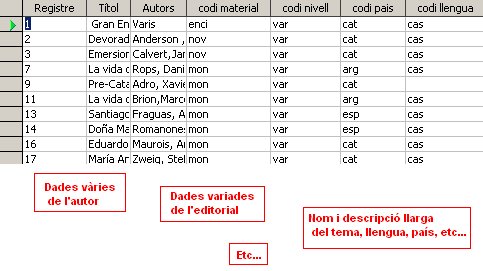 Registre Títol Autors codi material codi nivell codi pais codi llengua
1 Gran En Varis enci var cat cas
2 Devorad Anderson , nov var cat cas
3 Emersion Calvert,Jar nov var cat cas
7 La vida c Rops, Dani mon var arg cas
9 Pre-Cata Adro, Xavie mon var cat
11 La vida c Brion,Marc mon var arg cas
13 Santiago Fraguas, A mon var esp cas
14 Doña Ma Romanones mon var esp cas
16 Eduardo Maurois, Ar mon var cat cas
17 María Ar Zweig, Stel mon var cat cas
Dades vàries
de l'autor
Dades variades
de l'editorial
Nom i descripció llarga
del tema, llengua, país, etc...
Etc...